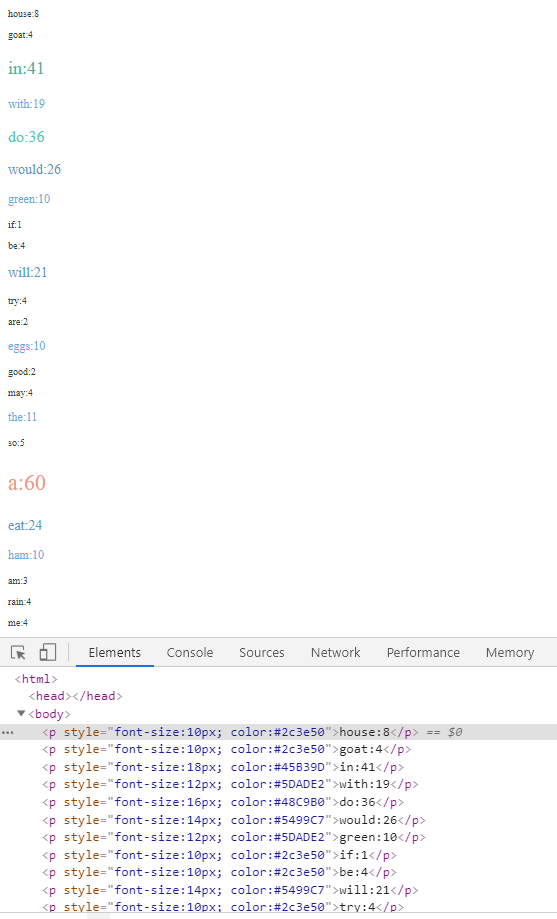 house:8
goat:4
in:41
with:19
do:36
would:26
green:10
if:1
be:4
will:21
try:4
are:2
eggs:10
good:2
may:4
the:11
so:5
a:60
eat:24
ham:10
am:3
rain:4
me:4
Elements Console Sources Network Performance Memory
<html>
<head></head>
▼<body>
··· <p style="font-size:10px; color:#2c3e50">house:8</p> == $0
<p style="font-size:10px; color:#2c3e50">goat:4</p>
<p style="font-size:18px; color:#45B39D">in:41</p>
<p style="font-size:12px; color:#5DADE2">with:19</p>
<p style="font-size:16px; color:#48C9B0">do:36</p>
<p style="font-size:14px; color:#5499C7">would:26</p>
<p style="font-size:12px; color:#5DADE2">green:10</p>
<p style="font-size:10px; color:#2c3e50">if:1</p>
<p style="font-size:10px; color:#2c3e50">be:4</p>
<p style="font-size:14px; color:#5499C7">will:21</p>
<p style="font-size:10px; color:#2c3e50">try:4</p>